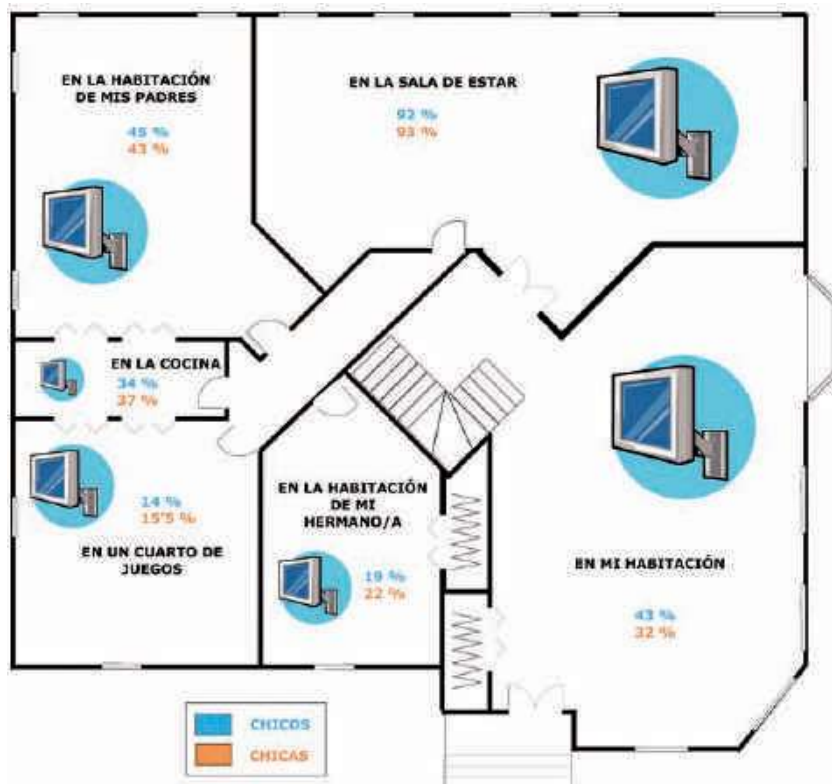 EN LA HABITACIÓN
DE MIS PADRES
45 %
43 %
EN LA SALA DE ESTAR
92 %
93 %
EN LA COCINA
34 %
37 %
14 %
15'5 %
EN UN CUARTO DE
JUEGOS
EN LA HABITACIÓN
DE MI
HERMANO/A
19 %
22 %
EN MI HABITACIÓN
43 %
32 %
CHICOS
CHICAS